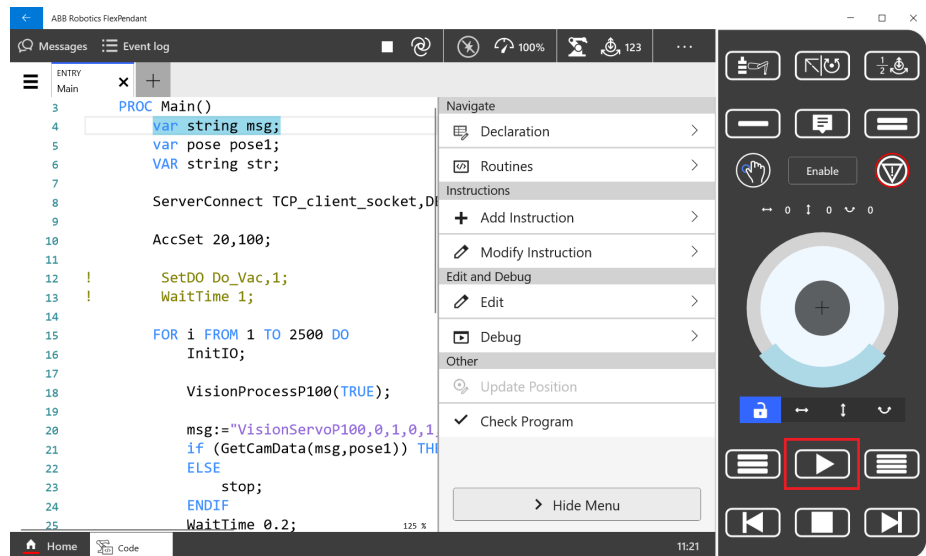 ABB Robotics FlexPendant
Messages
Event log
100%
123
...
ENTRY
Main
3 PROC Main()
4 var string msg;
5 var pose pose1;
6 VAR string str;
7
8 ServerConnect TCP_client_socket,DE
9
10 AccSet 20,100;
11
12 ! SetDO Do_Vac,1;
13 ! WaitTime 1;
14
15 FOR i FROM 1 TO 2500 DO
16 InitIO;
17
18 VisionProcessP100(TRUE);
19
20 msg:="VisionServoP100,0,1,0,1,
21 if (GetCamData(msg,pose1)) THE
22 ELSE
23 stop;
24 ENDIF
25 WaitTime 0.2;
125 %
Navigate
Declaration
Routines
Instructions
Add Instruction
Modify Instruction
Edit and Debug
Edit
Debug
Other
Update Position
Check Program
Hide Menu
Home
Code
11:21
1/2
Enable
0 0 0